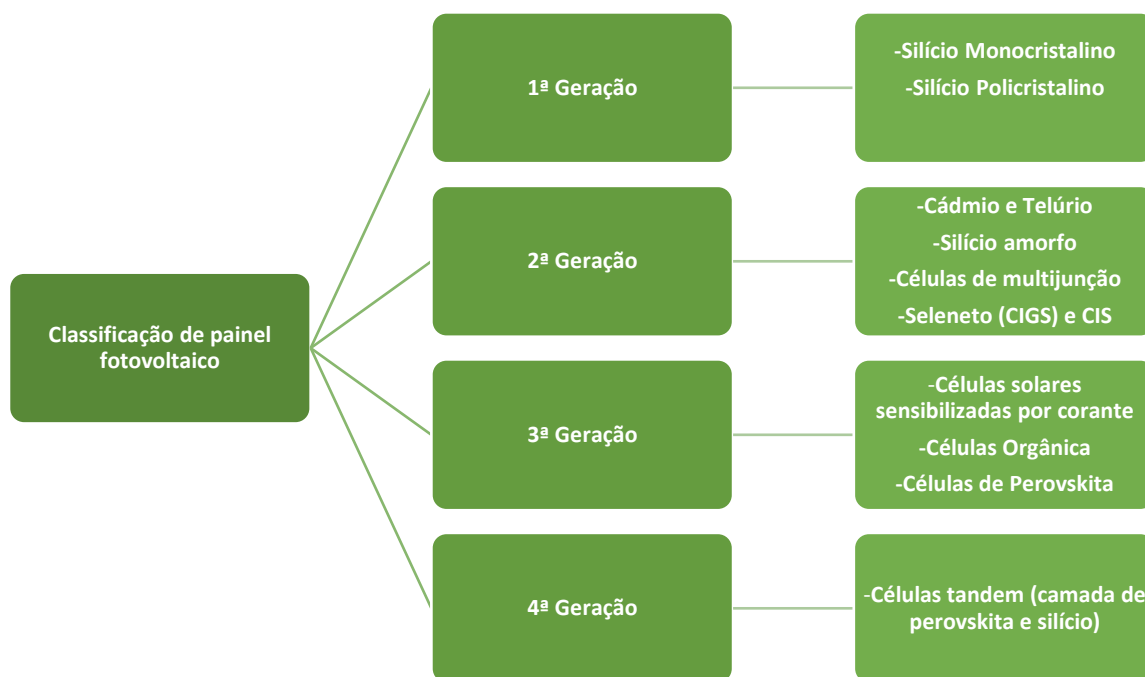 Classificação de painel
fotovoltaico
1ª Geração
-Silício Monocristalino
-Silício Policristalino
2ª Geração
-Cádmio e Telúrio
-Silício amorfo
-Células de multijunção
-Seleneto (CIGS) e CIS
3ª Geração
-Células solares
sensibilizadas por corante
-Células Orgânica
-Células de Perovskita
4ª Geração
-Células tandem (camada de
perovskita e silício)